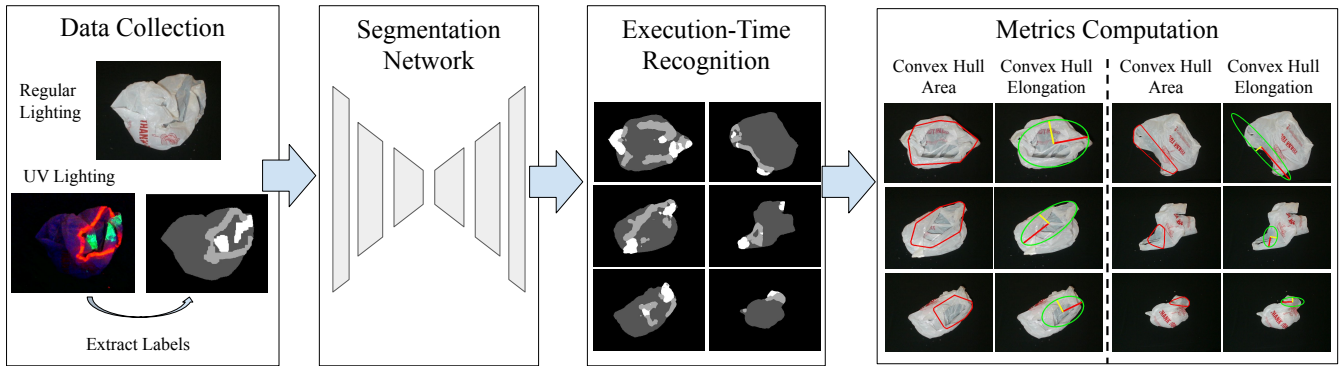 Data Collection
Regular
Lighting
THANK
UV Lighting
Extract Labels
Segmentation
Network
Execution-Time
Recognition
Metrics Computation
Convex Hull
Area
Convex Hull
Elongation
Convex Hull
Area
Convex Hull
Elongation